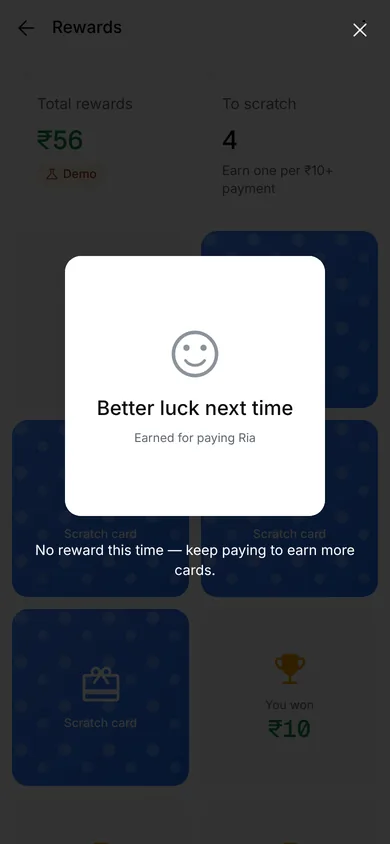 Rewards
Total rewards
To scratch
₹56
4
Demo
Earn one per ₹10+
payment
Better luck next time
Earned for paying Ria
Scratch card
Scratch card
No reward this time — keep paying to earn more
cards.
Scratch card
You won
₹10